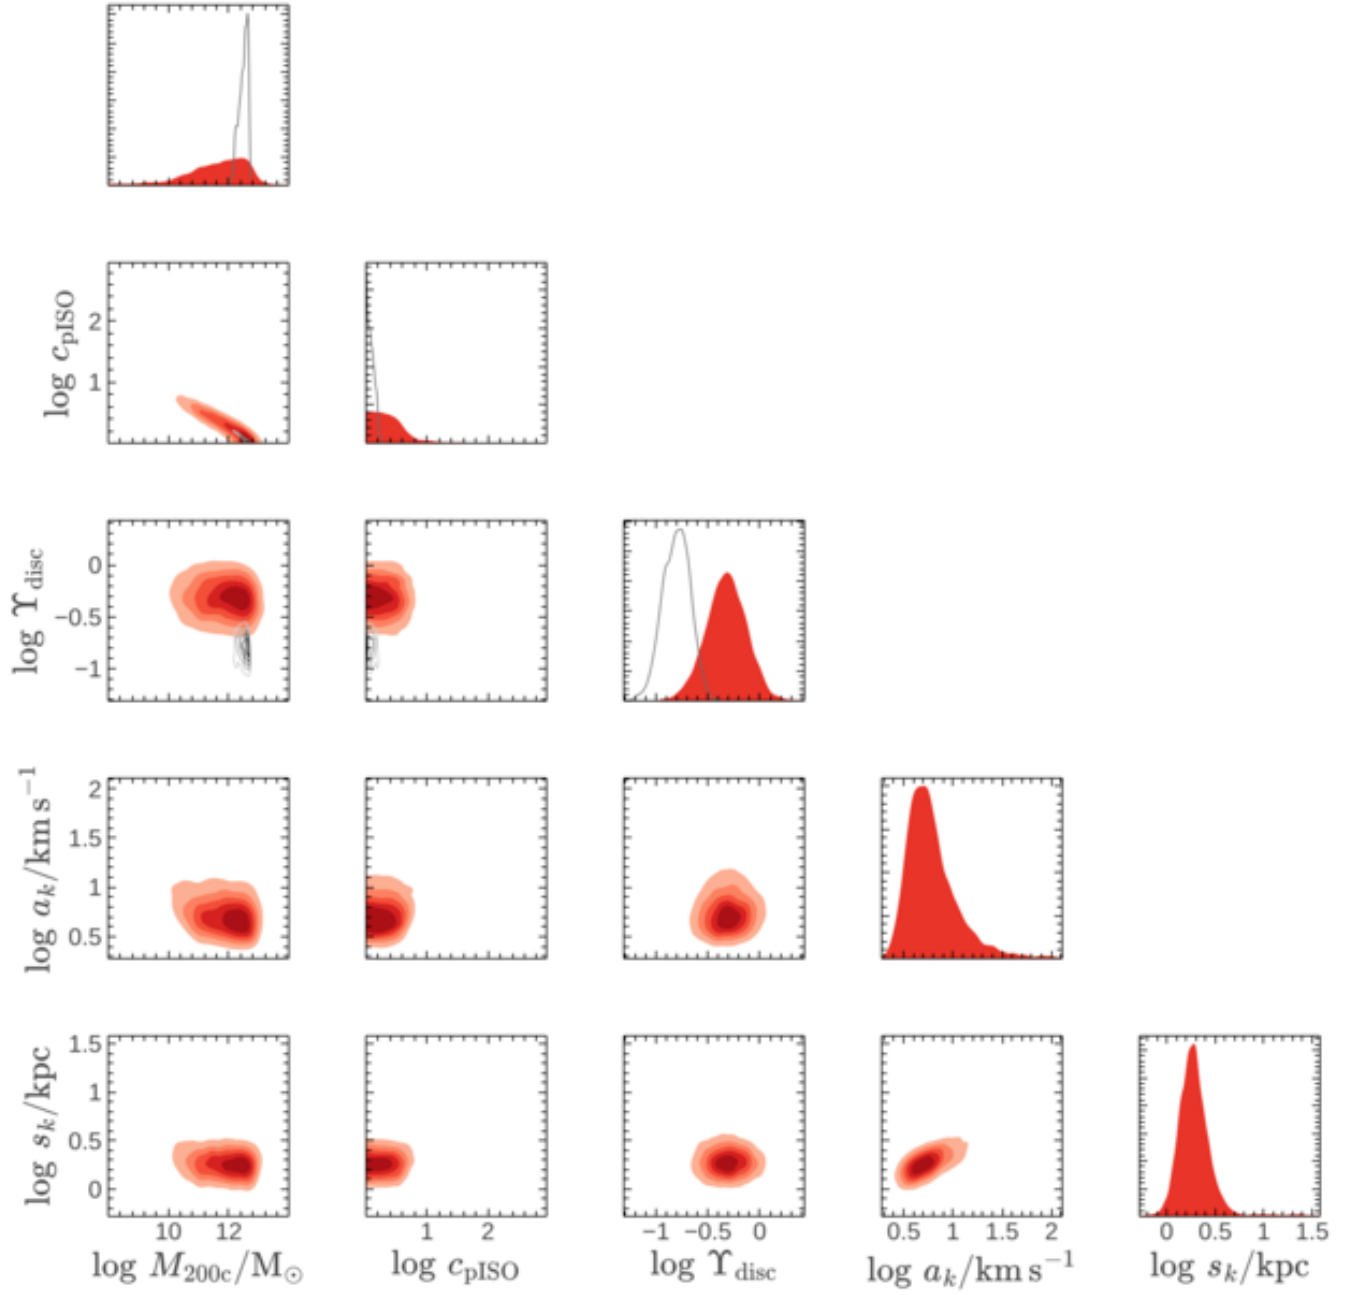 log c_pISO
2
1
log ϒ_disc
0
−0.5
−1
log a_k/km s⁻¹
2
1.5
1
0.5
log s_k/kpc
1.5
1
0.5
0
10 12 1 2 −1 −0.5 0 0.5 1 1.5 2 0 0.5 1 1.5
log M_200c/M_⊙ log c_pISO log ϒ_disc log a_k/km s⁻¹ log s_k/kpc